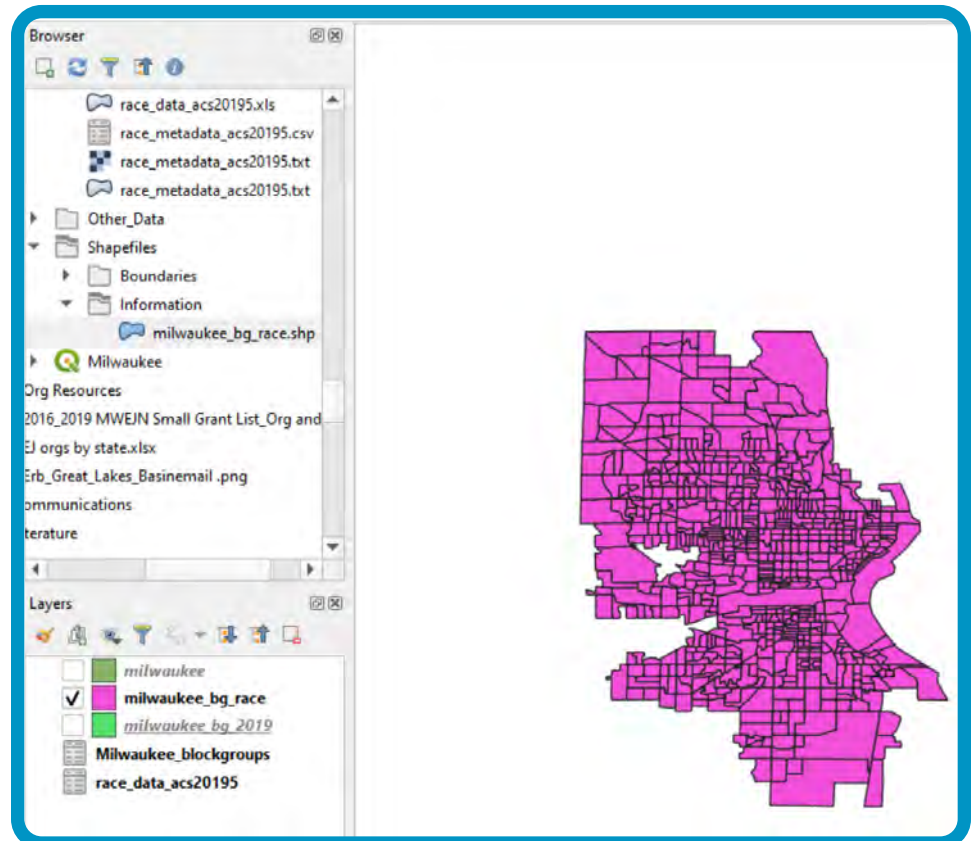 Browser
race_data_acs20195.xls
race_metadata_acs20195.csv
race_metadata_acs20195.txt
race_metadata_acs20195.txt
Other_Data
Shapefiles
Boundaries
Information
milwaukee_bg_race.shp
Milwaukee
Org Resources
2016_2019 MWEJN Small Grant List_Org and
EJ orgs by state.xlsx
Erb_Great_Lakes_Basinemail .png
ommunications
terature
Layers
milwaukee
milwaukee_bg_race
milwaukee_bg_2019
Milwaukee_blockgroups
race_data_acs20195